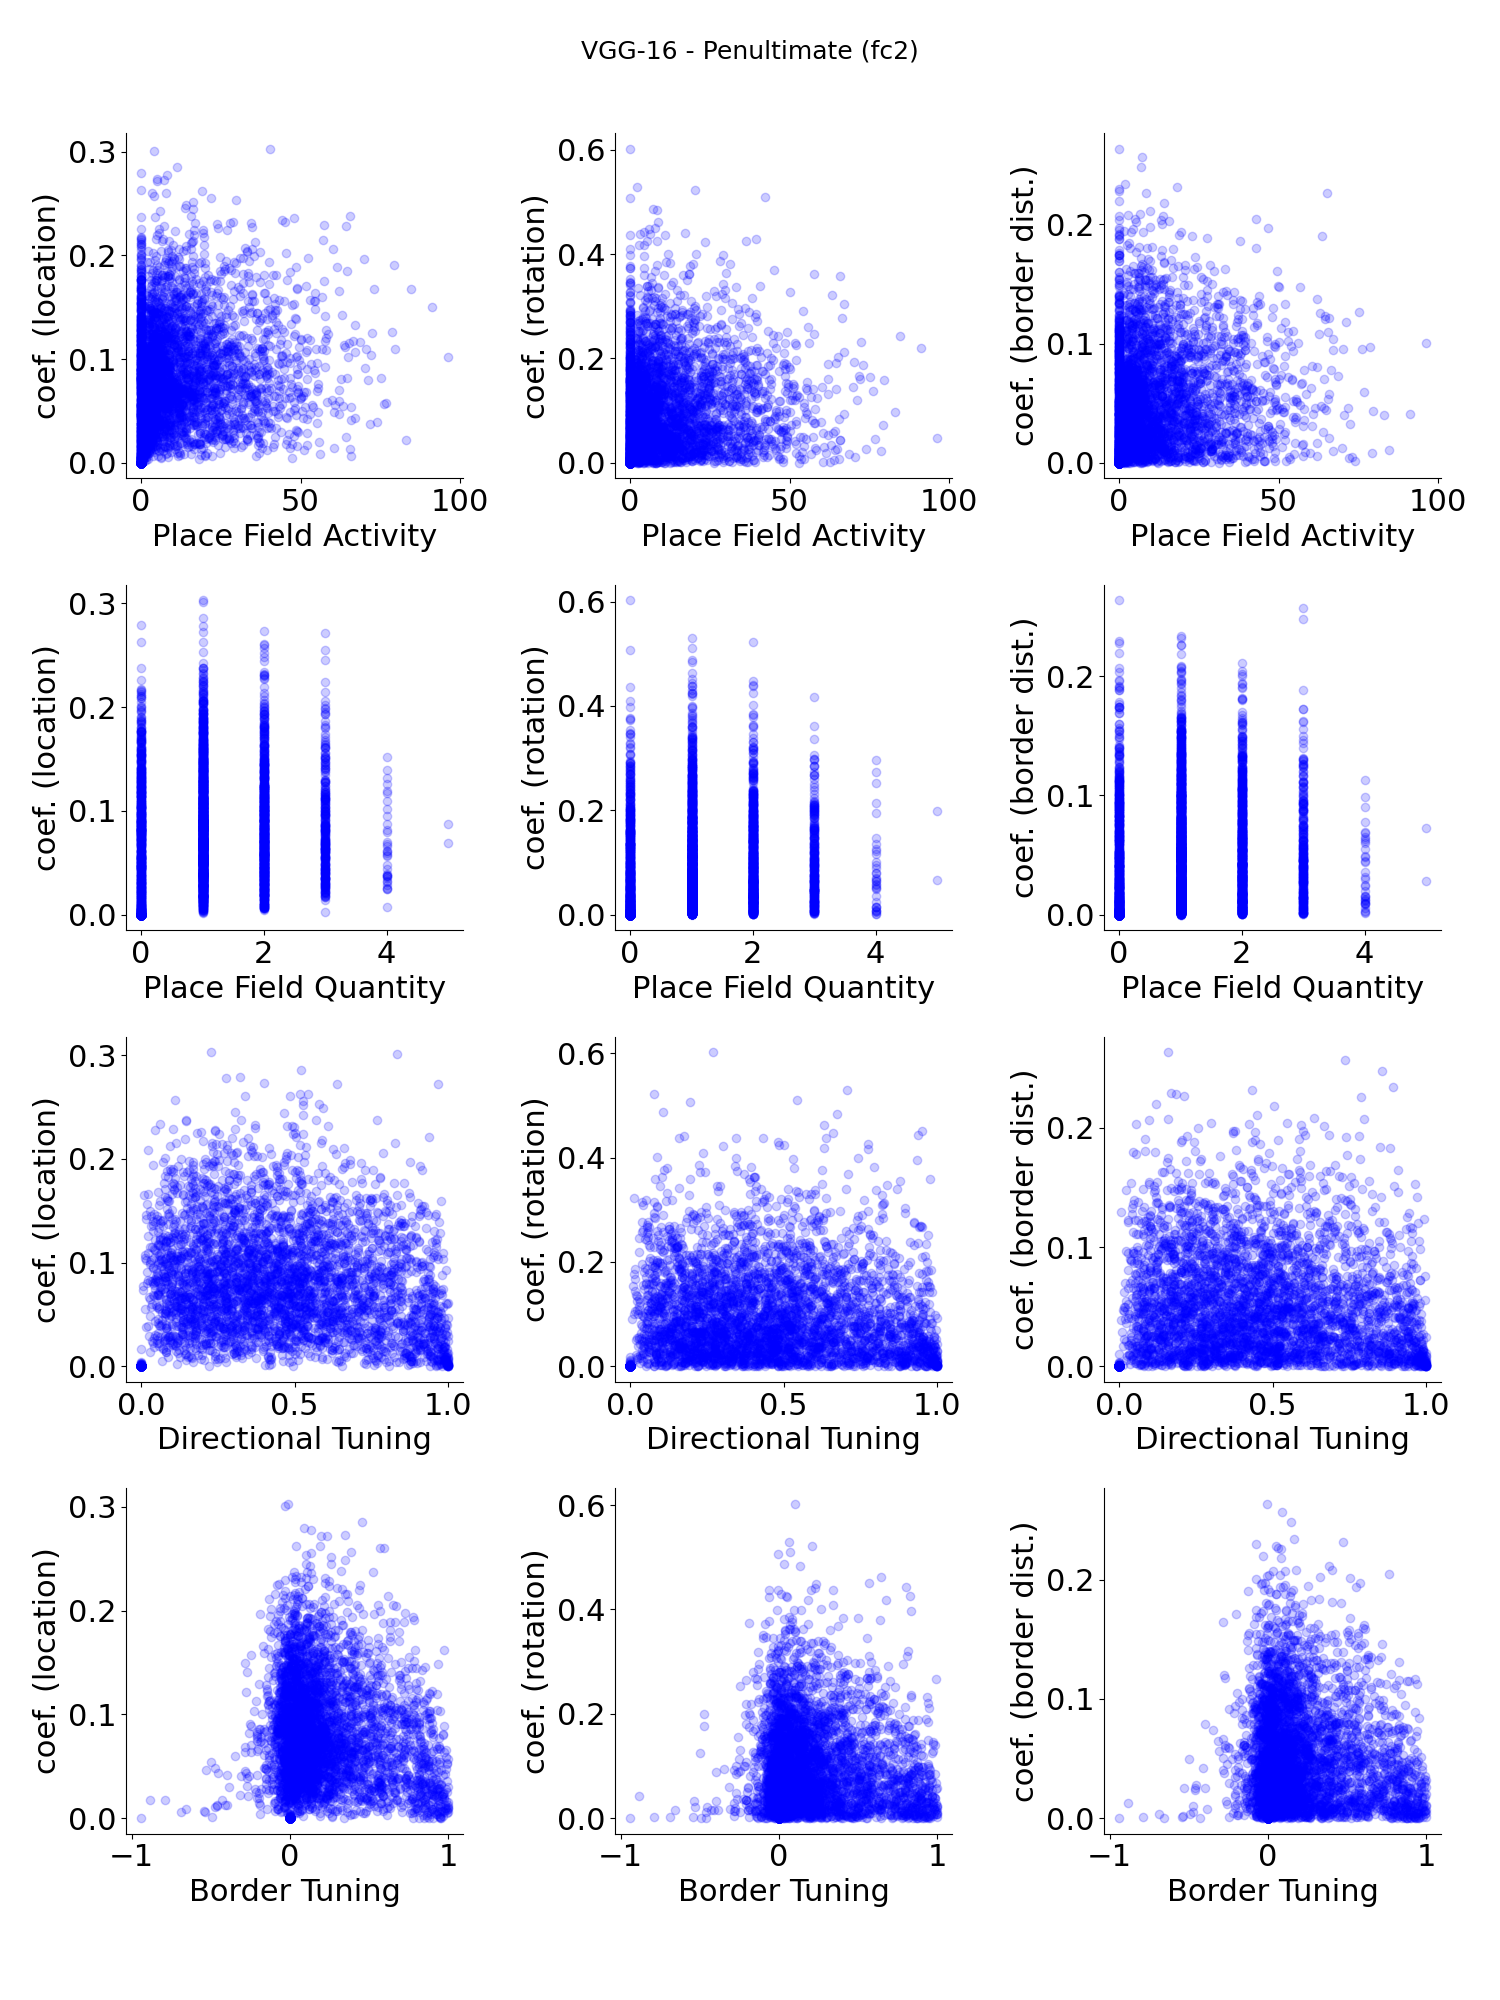 VGG-16 - Penultimate (fc2)
coef. (location)
0.3
0.2
0.1
0.0
0 50 100
Place Field Activity
coef. (rotation)
0.6
0.4
0.2
0.0
0 50 100
Place Field Activity
coef. (border dist.)
0.2
0.1
0.0
0 50 100
Place Field Activity
coef. (location)
0.3
0.2
0.1
0.0
0 2 4
Place Field Quantity
coef. (rotation)
0.6
0.4
0.2
0.0
0 2 4
Place Field Quantity
coef. (border dist.)
0.2
0.1
0.0
0 2 4
Place Field Quantity
coef. (location)
0.3
0.2
0.1
0.0
0.0 0.5 1.0
Directional Tuning
coef. (rotation)
0.6
0.4
0.2
0.0
0.0 0.5 1.0
Directional Tuning
coef. (border dist.)
0.2
0.1
0.0
0.0 0.5 1.0
Directional Tuning
coef. (location)
0.3
0.2
0.1
0.0
−1 0 1
Border Tuning
coef. (rotation)
0.6
0.4
0.2
0.0
−1 0 1
Border Tuning
coef. (border dist.)
0.2
0.1
0.0
−1 0 1
Border Tuning